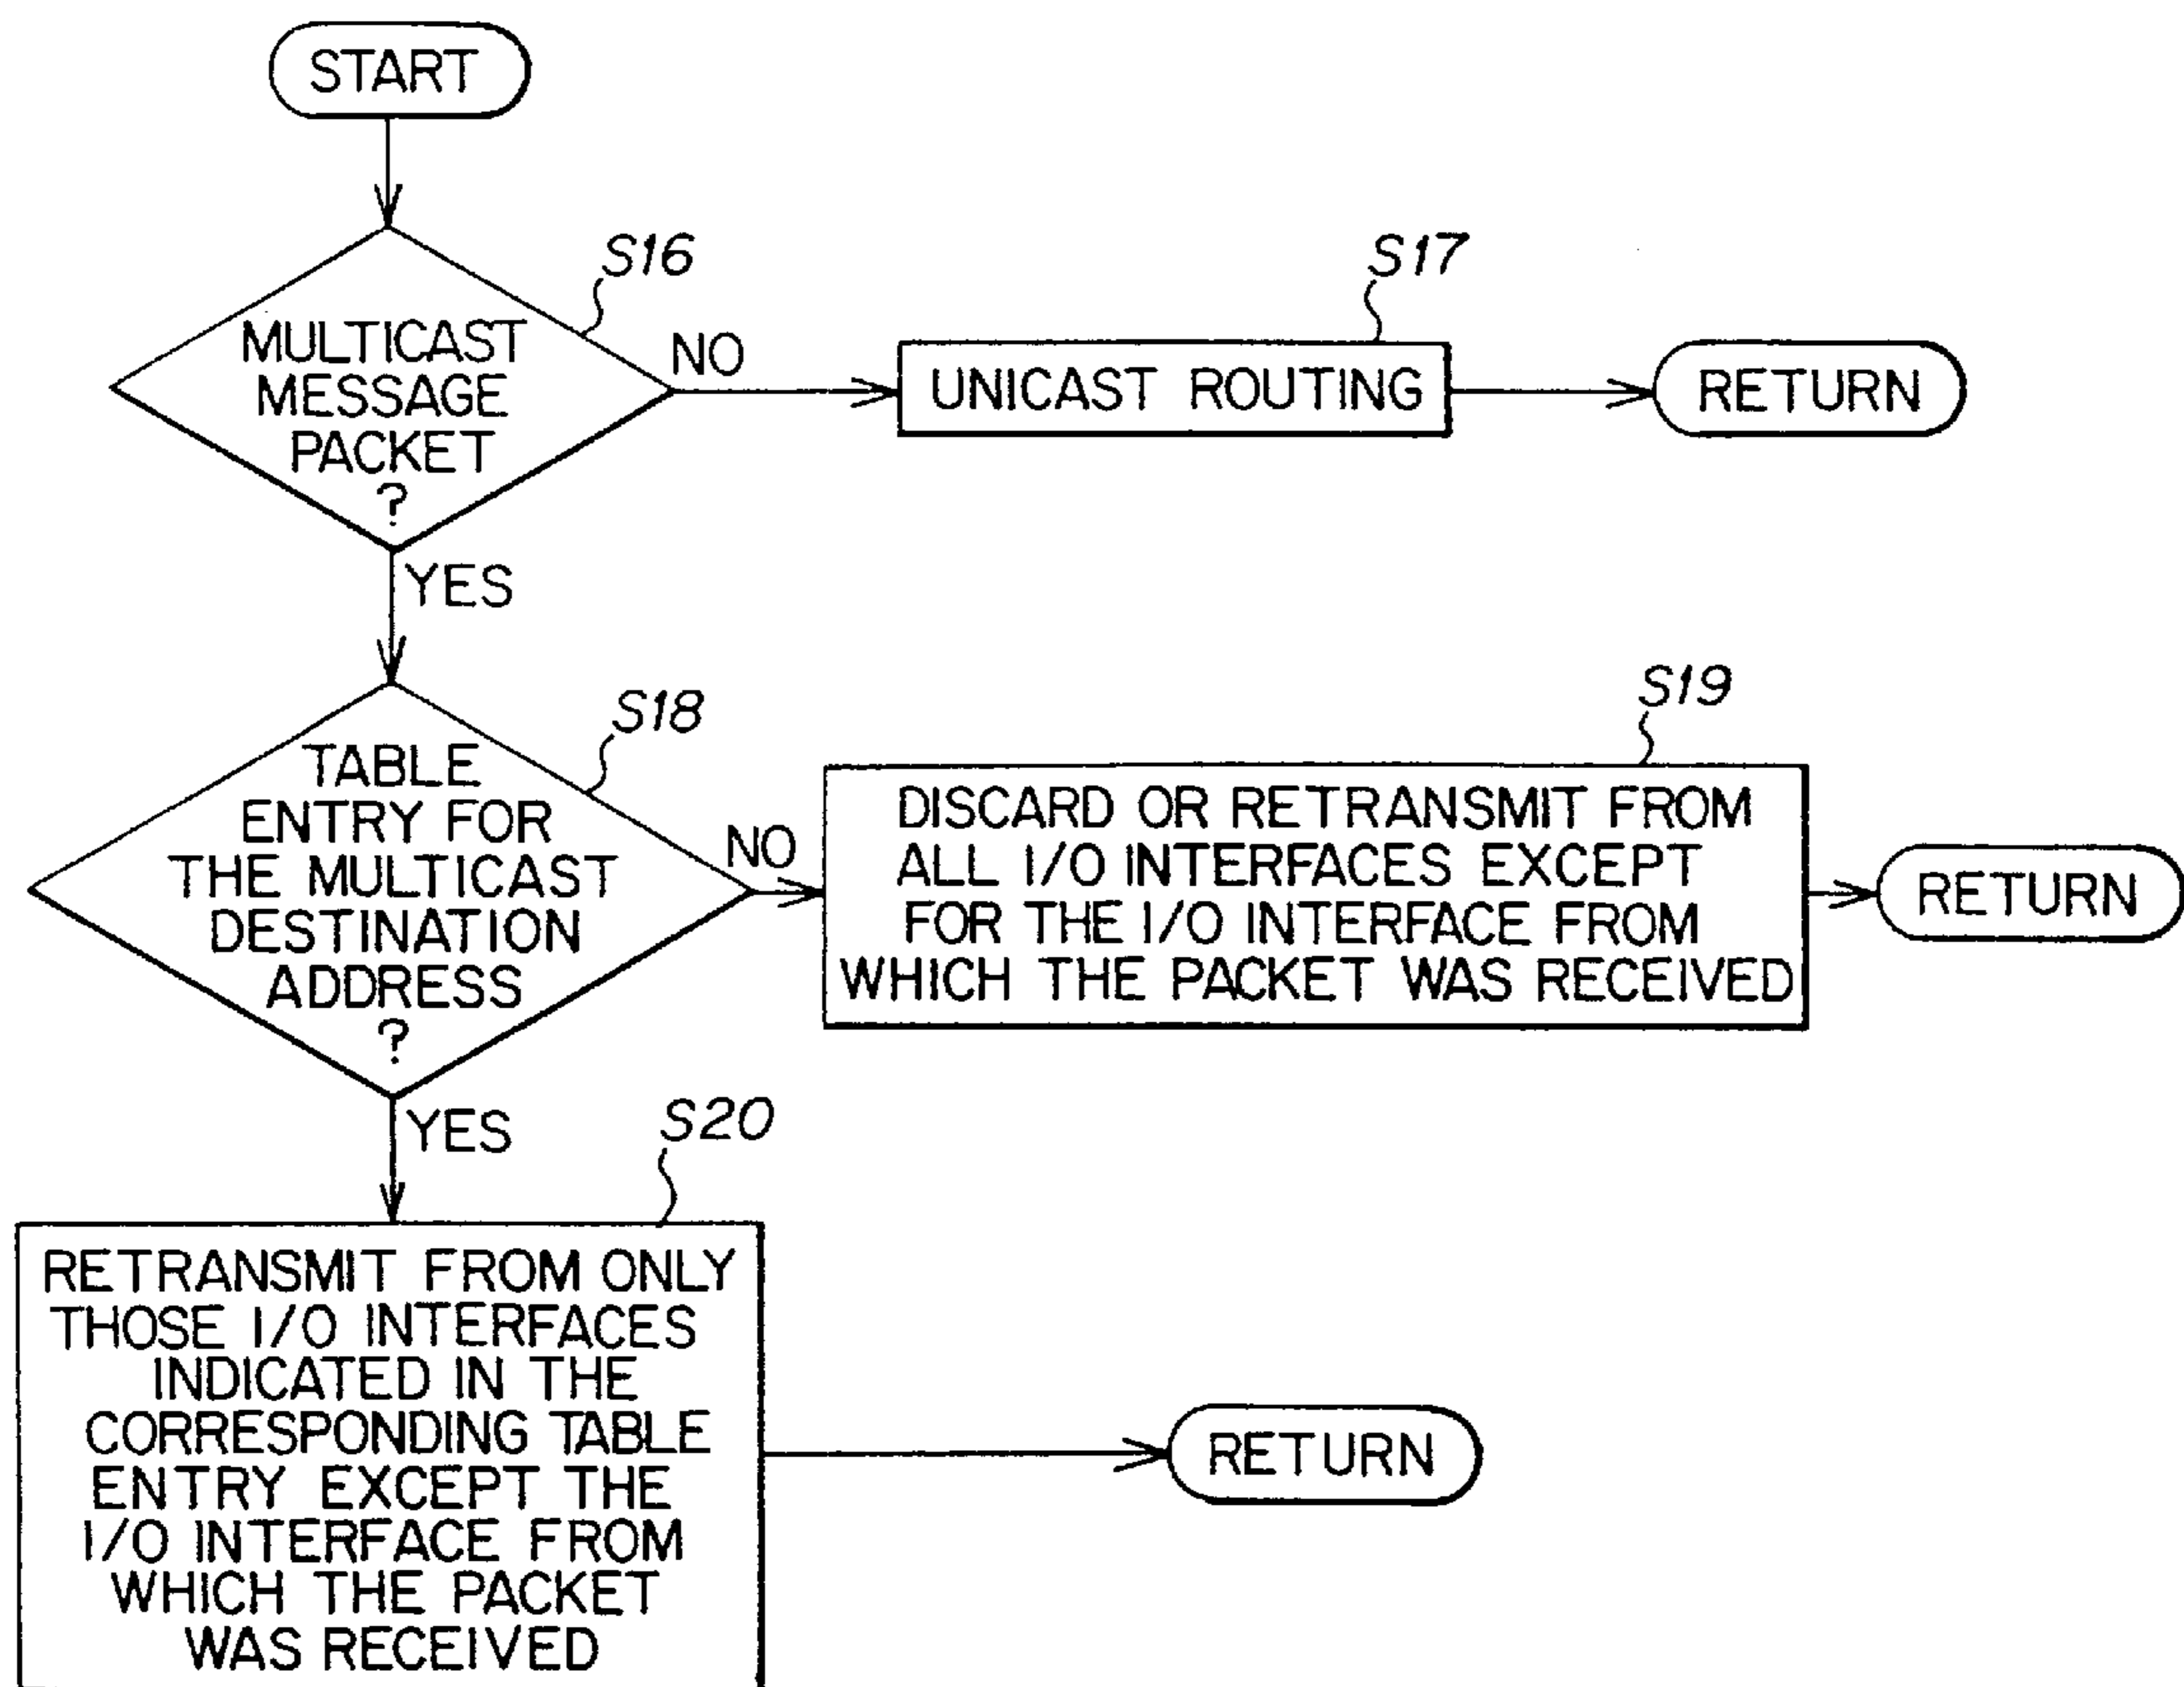 START
S16
MULTICAST
MESSAGE
PACKET
?
NO
S17
UNICAST ROUTING
RETURN
YES
S18
TABLE
ENTRY FOR
THE MULTICAST
DESTINATION
ADDRESS
?
NO
S19
DISCARD OR RETRANSMIT FROM
ALL I/O INTERFACES EXCEPT
FOR THE I/O INTERFACE FROM
WHICH THE PACKET WAS RECEIVED
RETURN
YES
S20
RETRANSMIT FROM ONLY
THOSE I/O INTERFACES
INDICATED IN THE
CORRESPONDING TABLE
ENTRY EXCEPT THE
I/O INTERFACE FROM
WHICH THE PACKET
WAS RECEIVED
RETURN